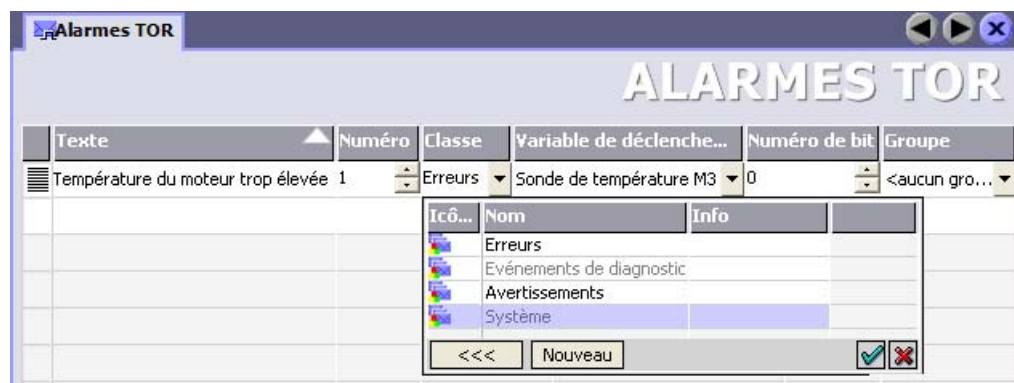 Alarmes TOR
ALARMES TOR
Texte Numéro Classe Variable de déclenche... Numéro de bit Groupe
Température du moteur trop élevée 1 Erreurs Sonde de température M3 0 <aucun gro...
Icô... Nom Info
Erreurs
Evénements de diagnostic
Avertissements
Système
<<< Nouveau